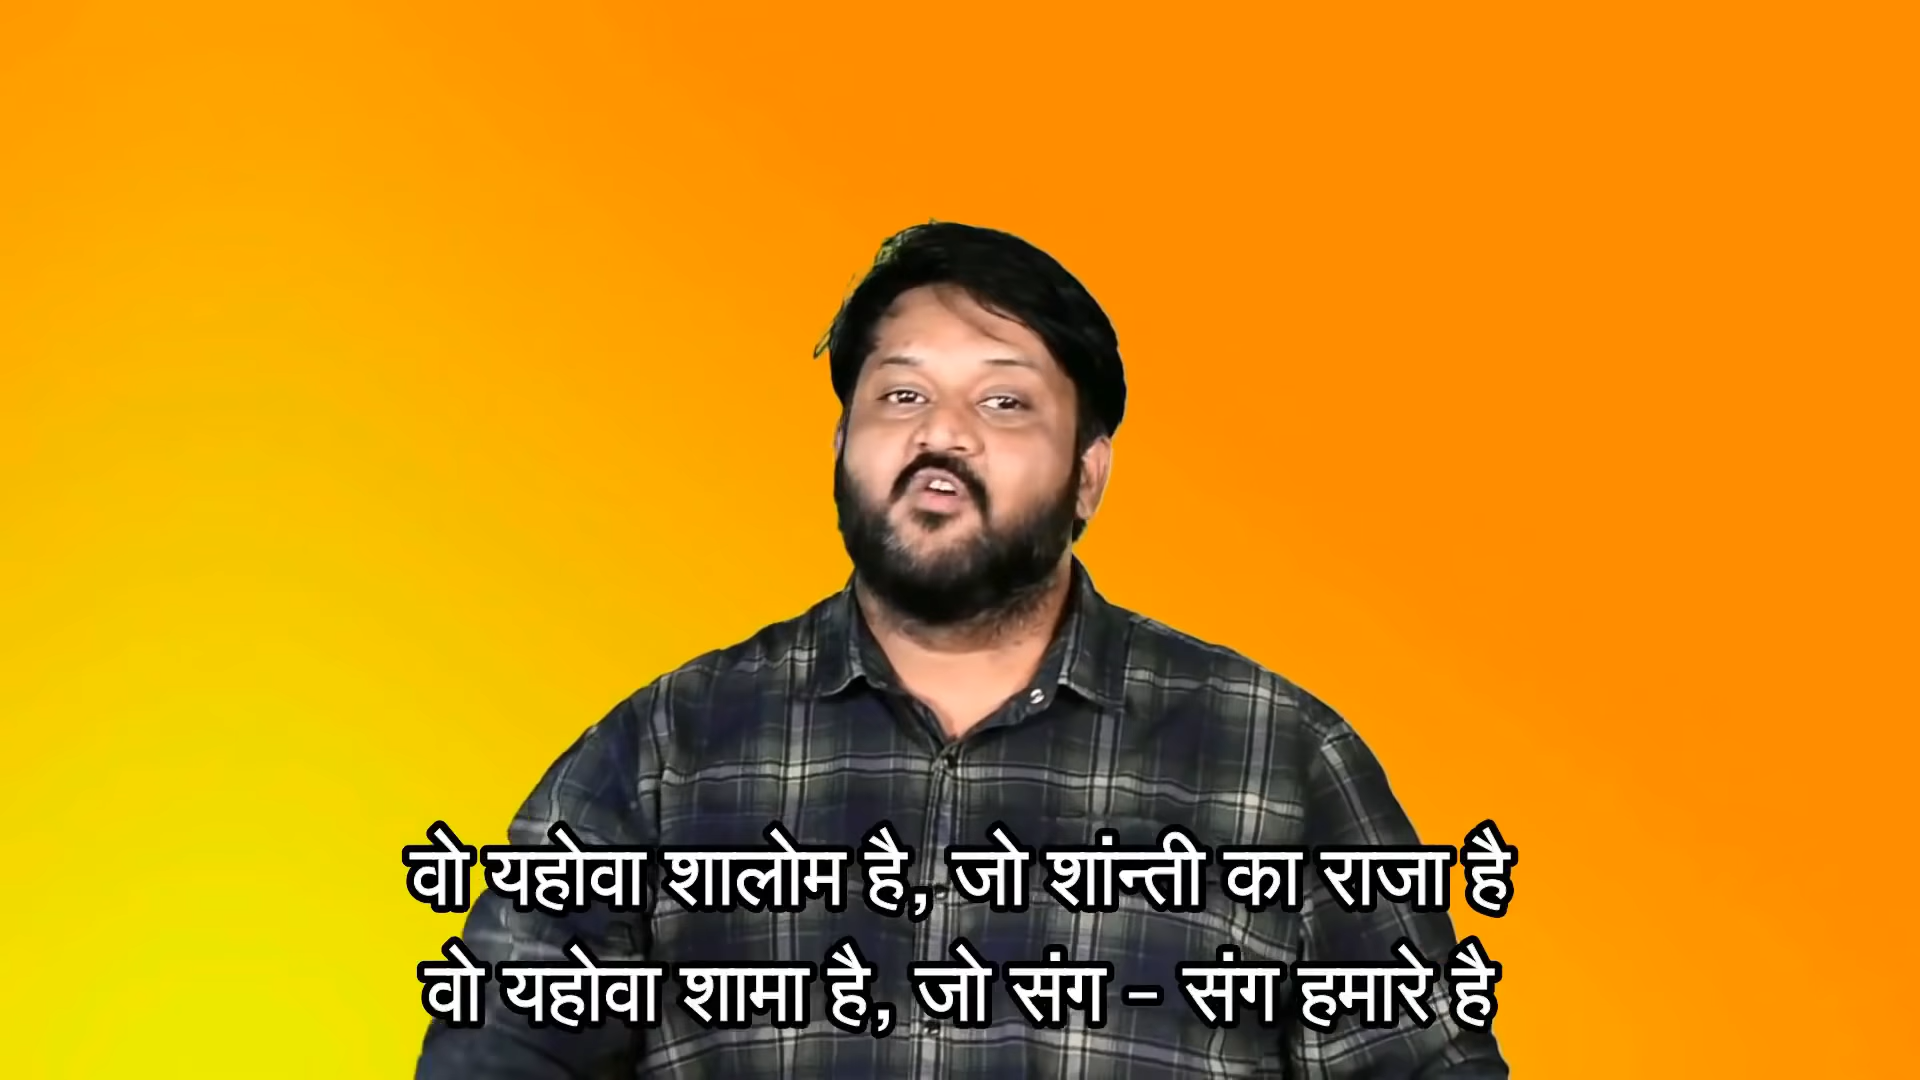 वो यहोवा शालोम है, जो शांन्ती का राजा है
वो यहोवा शामा है, जो संग - संग हमारे है